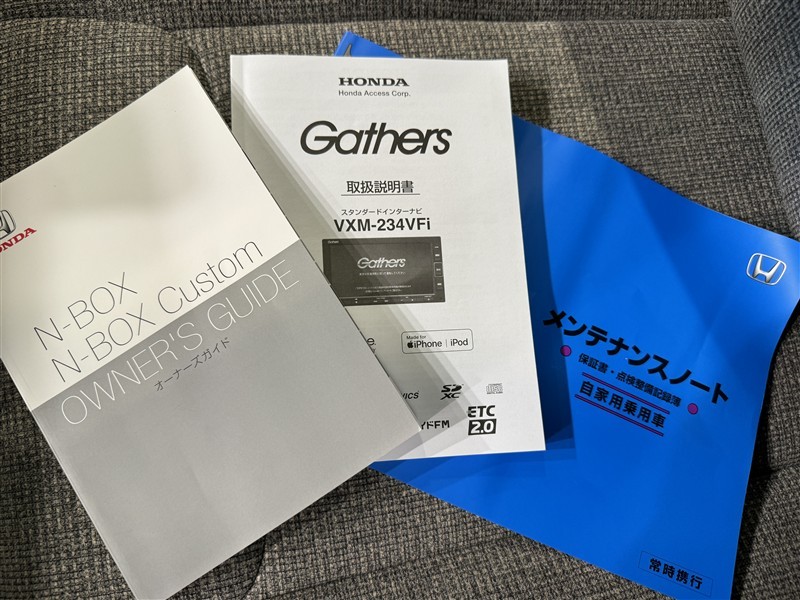 HONDA
N-BOX
N-BOX Custom
OWNER'S GUIDE
オーナーズガイド
HONDA
Honda Access Corp.
Gathers
取扱説明書
スタンダードインターナビ
VXM-234VFi
Gathers
Made for
iPhone | iPod
SD
XC
ETC
2.0
メンテナンスノート
保証書・点検整備記録簿
自家用乗用車
常時携行